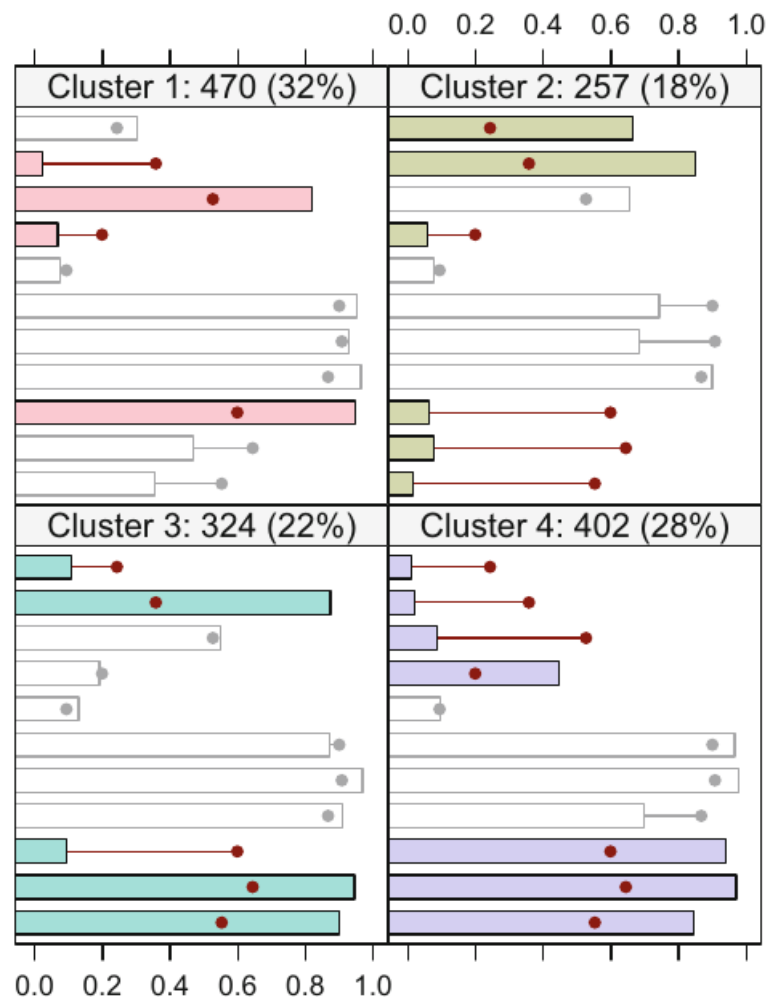 0.0 0.2 0.4 0.6 0.8 1.0
Cluster 1: 470 (32%)
Cluster 2: 257 (18%)
Cluster 3: 324 (22%)
Cluster 4: 402 (28%)
0.0 0.2 0.4 0.6 0.8 1.0